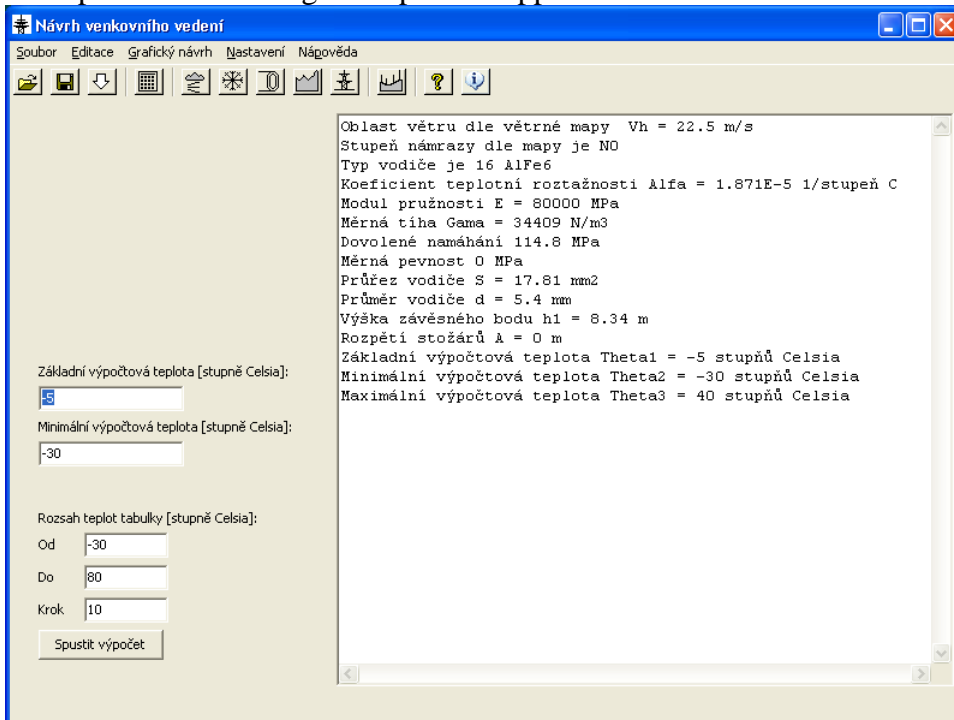 Návrh venkovního vedení
Soubor Editace Grafický návrh Nastavení Nápověda
Oblast větru dle větrné mapy  Vh = 22.5 m/s
Stupeň námrazy dle mapy je N0
Typ vodiče je 16 AlFe6
Koeficient teplotní roztažnosti Alfa = 1.871E-5 1/stupeň C
Modul pružnosti E = 80000 MPa
Měrná tíha Gama = 34409 N/m3
Dovolené namáhání 114.8 MPa
Měrná pevnost 0 MPa
Průřez vodiče S = 17.81 mm2
Průměr vodiče d = 5.4 mm
Výška závěsného bodu h1 = 8.34 m
Rozpětí stožárů A = 0 m
Základní výpočtová teplota Theta1 = -5 stupňů Celsia
Minimální výpočtová teplota Theta2 = -30 stupňů Celsia
Maximální výpočtová teplota Theta3 = 40 stupňů Celsia
Základní výpočtová teplota [stupně Celsia]:
-5
Minimální výpočtová teplota [stupně Celsia]:
-30
Rozsah teplot tabulky [stupně Celsia]:
Od -30
Do 80
Krok 10
Spustit výpočet